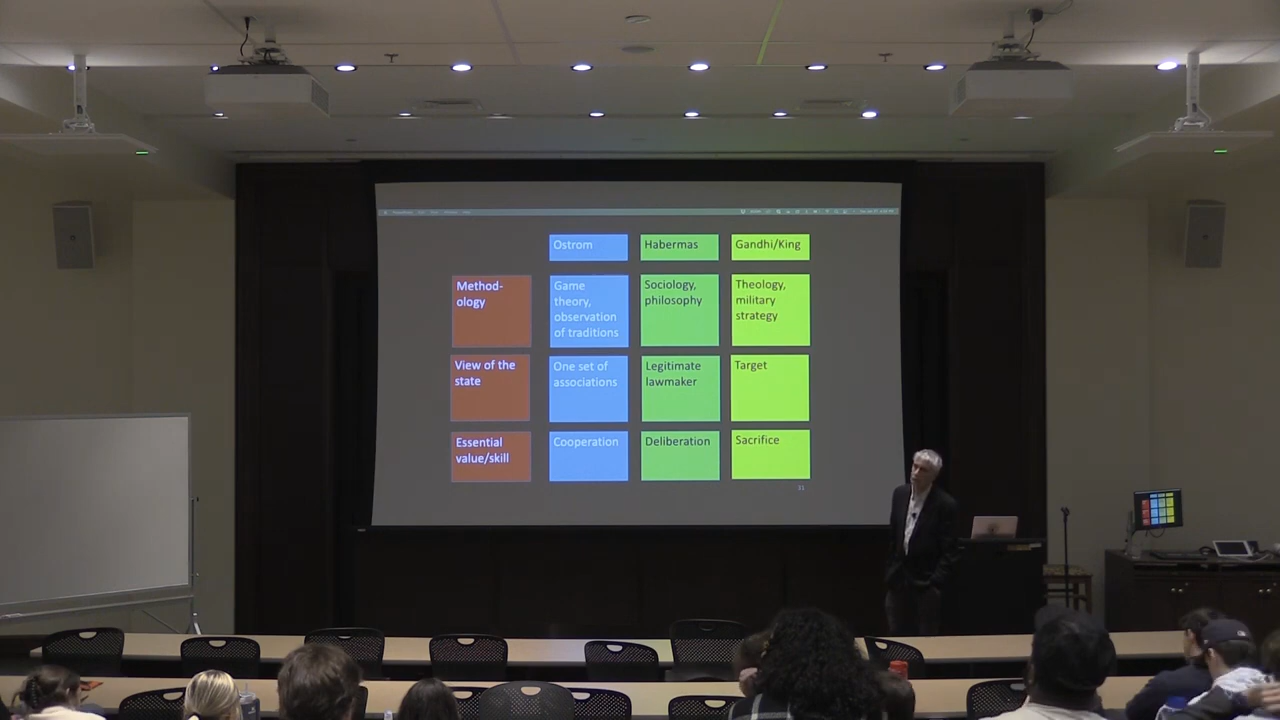 Ostrom
Habermas
Gandhi/King
Method-
ology
Game
theory,
observation
of traditions
Sociology,
philosophy
Theology,
military
strategy
View of the
state
One set of
associations
Legitimate
lawmaker
Target
Essential
value/skill
Cooperation
Deliberation
Sacrifice
31